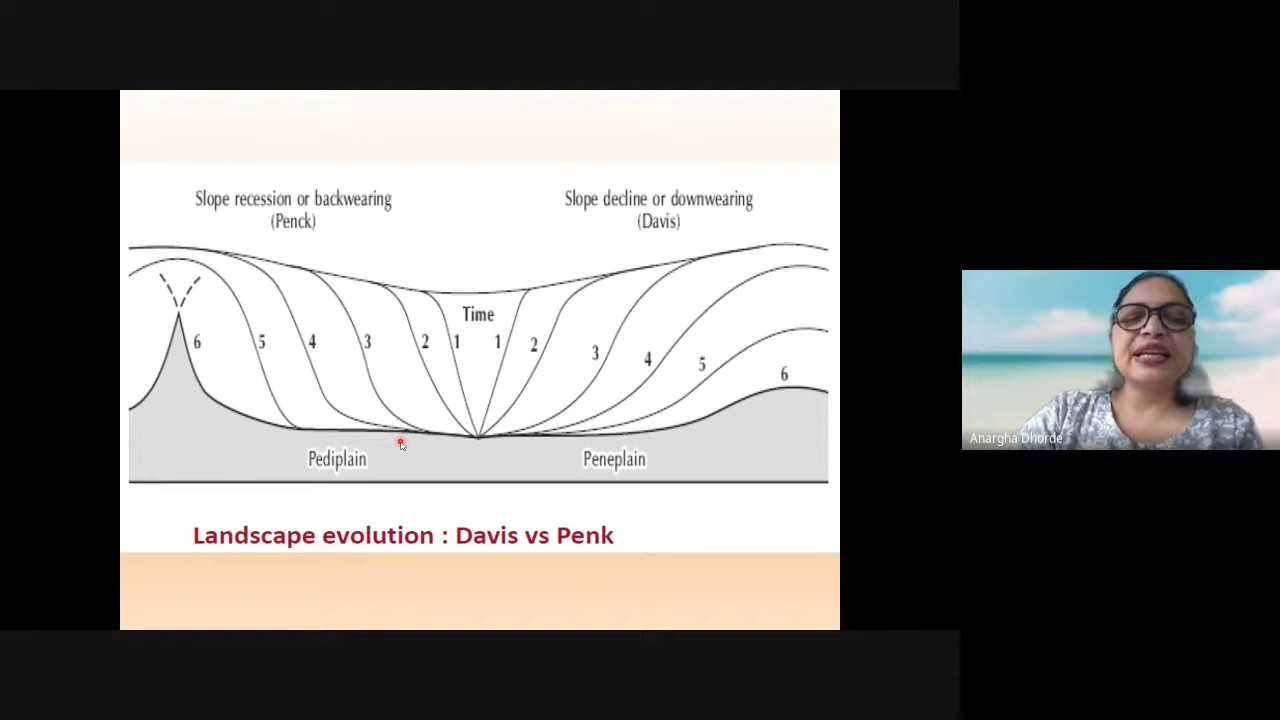 Slope recession or backwearing
(Penck)
Slope decline or downwearing
(Davis)
Time
6 5 4 3 2 1 1 2 3 4 5 6
Pediplain
Peneplain
Landscape evolution : Davis vs Penk
Anargha Dhorde